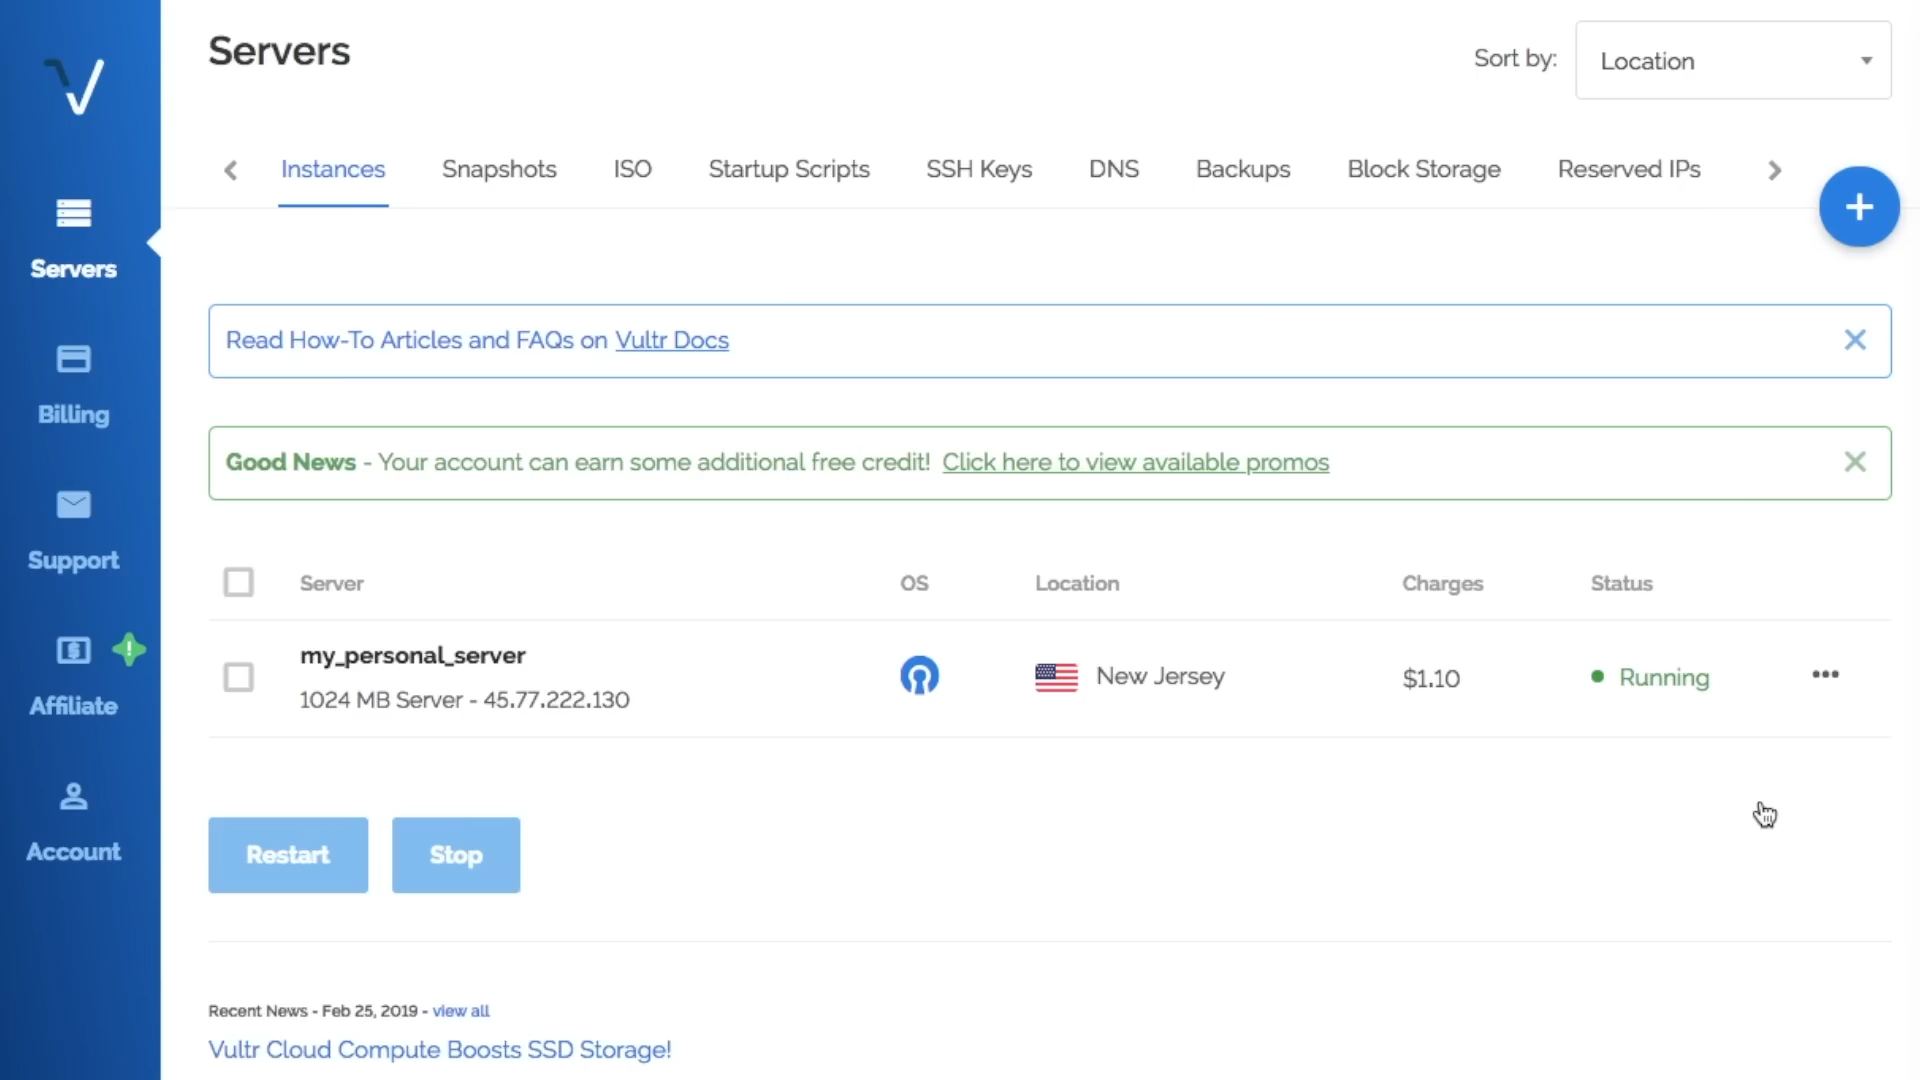 Servers
Sort by:
Location
Instances
Snapshots
ISO
Startup Scripts
SSH Keys
DNS
Backups
Block Storage
Reserved IPs
Servers
Billing
Support
Affiliate
Account
Read How-To Articles and FAQs on Vultr Docs
Good News - Your account can earn some additional free credit! Click here to view available promos
Server
OS
Location
Charges
Status
my_personal_server
1024 MB Server - 45.77.222.130
New Jersey
$1.10
Running
Restart
Stop
Recent News - Feb 25, 2019 - view all
Vultr Cloud Compute Boosts SSD Storage!